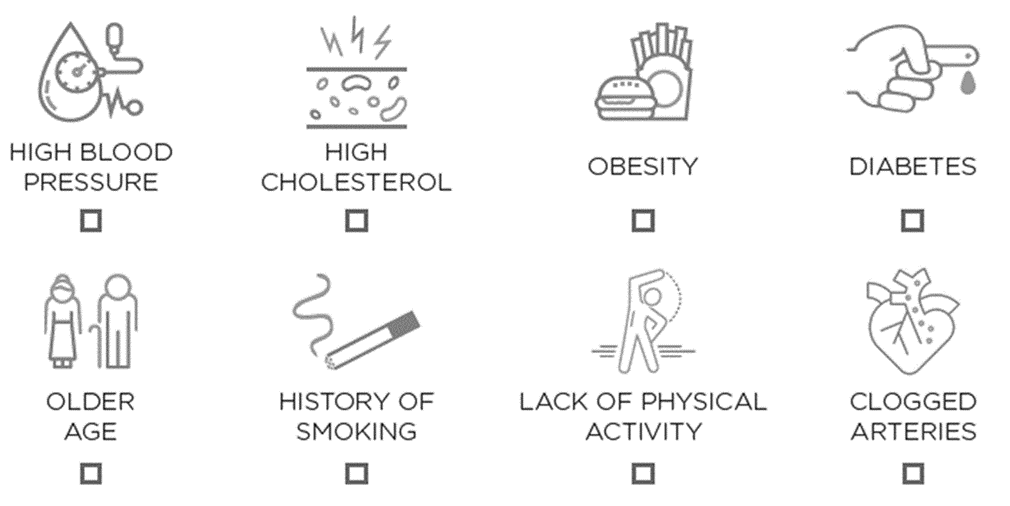 HIGH BLOOD
PRESSURE
HIGH
CHOLESTEROL
OBESITY
DIABETES
OLDER
AGE
HISTORY OF
SMOKING
LACK OF PHYSICAL
ACTIVITY
CLOGGED
ARTERIES